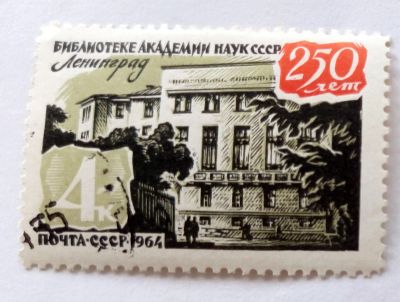 БИБЛИОТЕКЕ АКАДЕМИИ НАУК СССР
Ленинград
250
лет
4К
ПОЧТА·СССР·1964